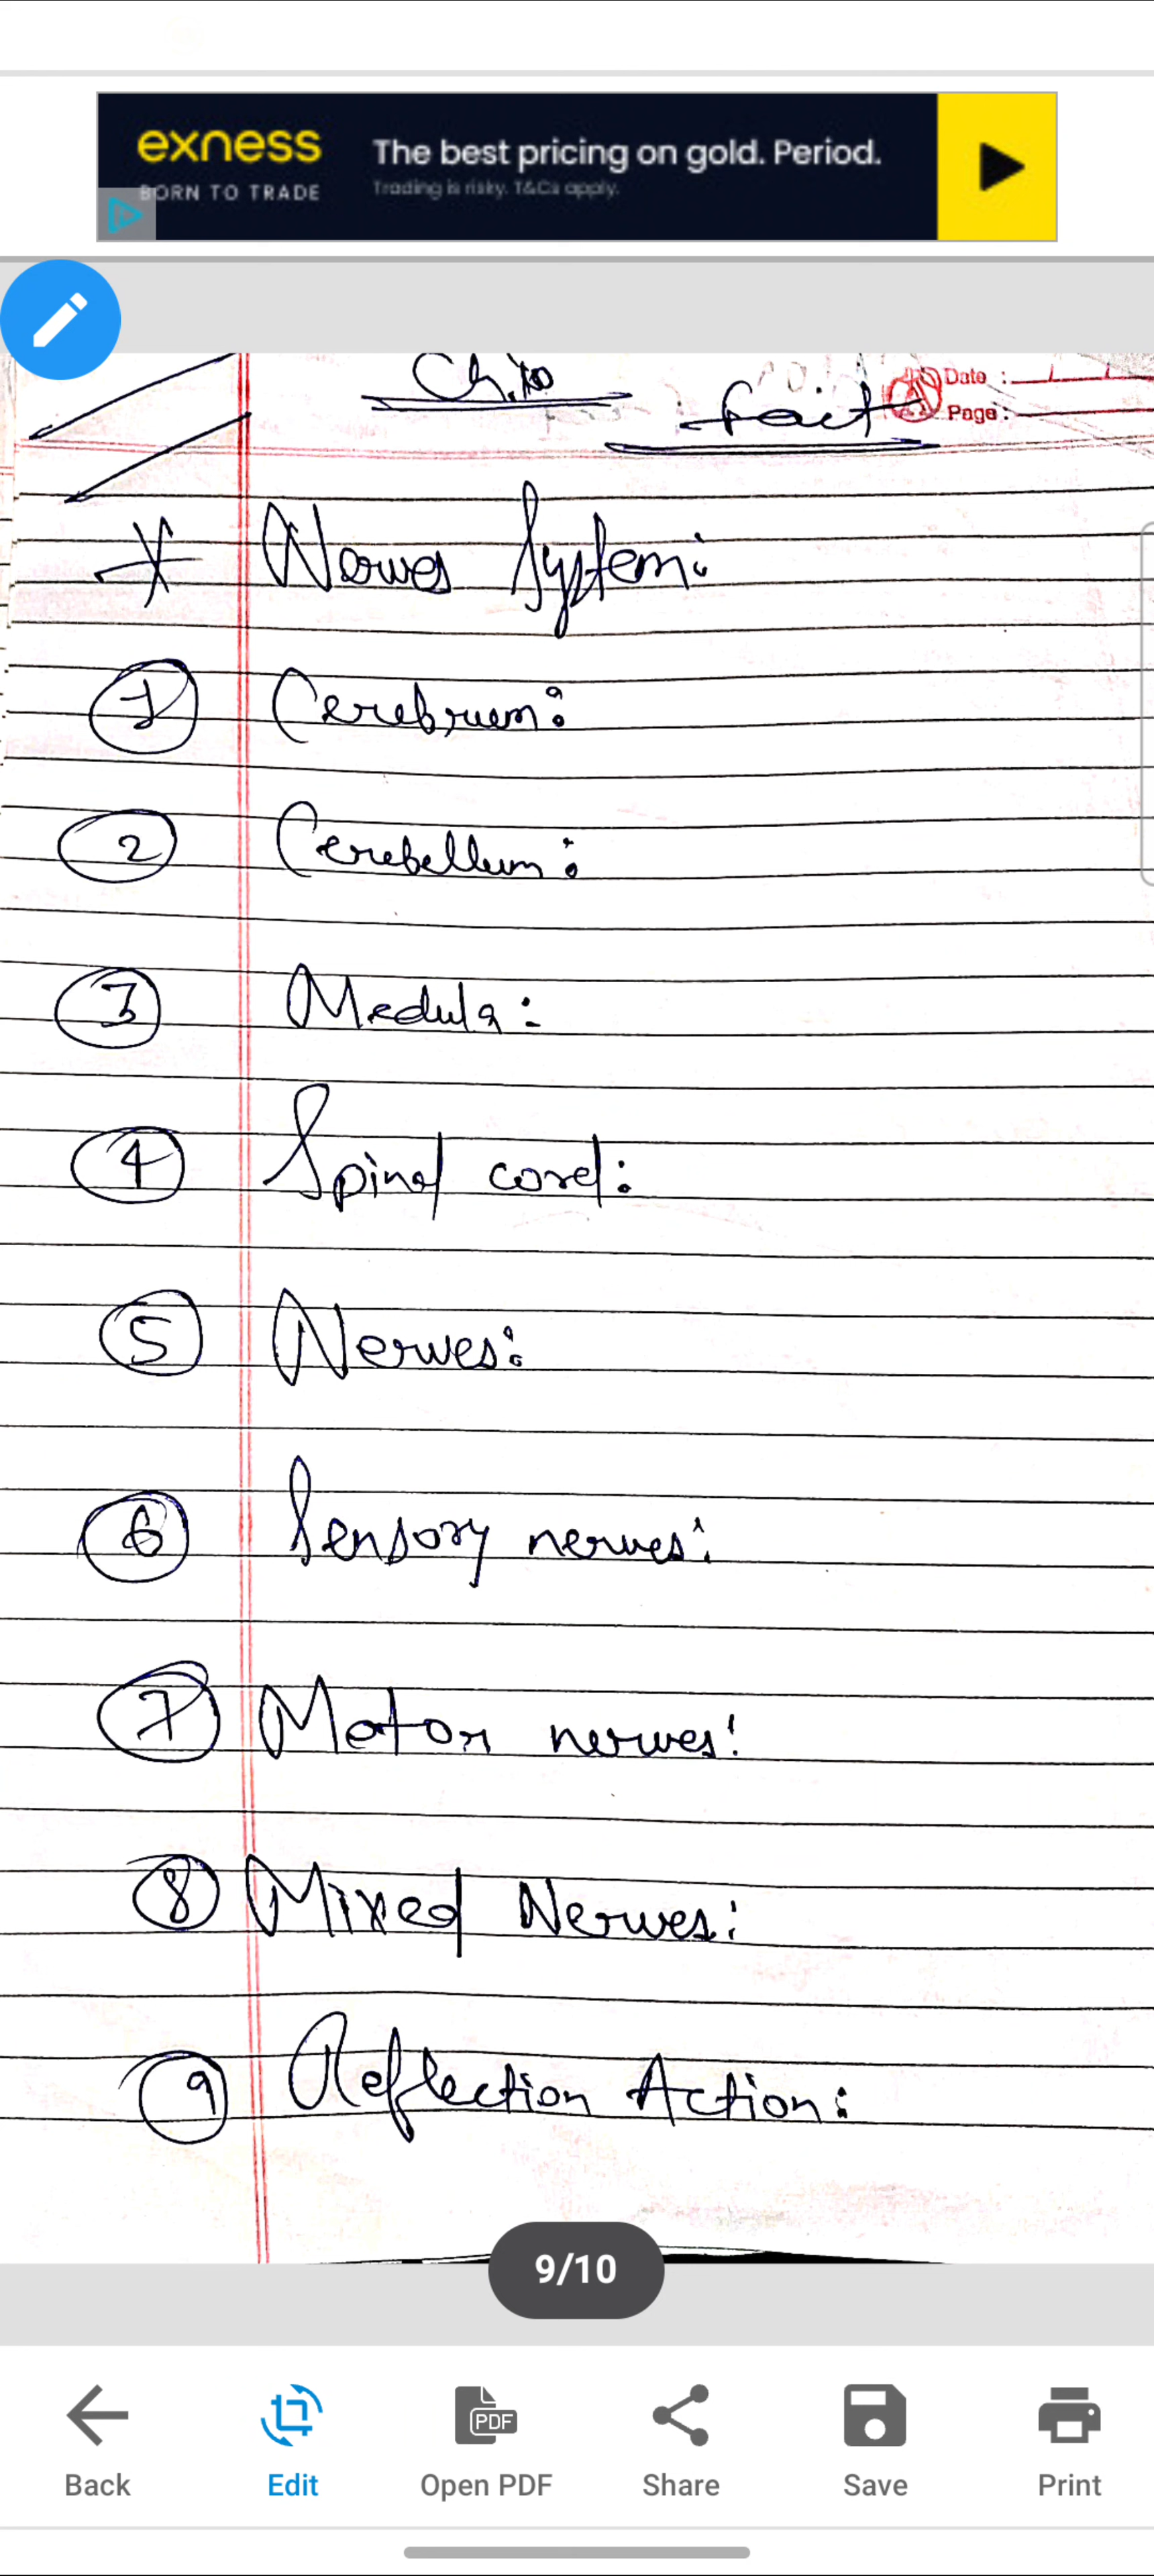 exness
BORN TO TRADE
The best pricing on gold. Period.
Trading is risky. T&Cs apply.
Ch.10
fact
Date :
Page :
Nerves System:
1 Cerebrum:
2 Cerebellum:
3 Medula:
4 Spinal cord:
5 Nerves:
6 Sensory nerves:
7 Motor nerves:
8 Mixed Nerves:
9 Reflection Action:
9/10
PDF
Back
Edit
Open PDF
Share
Save
Print